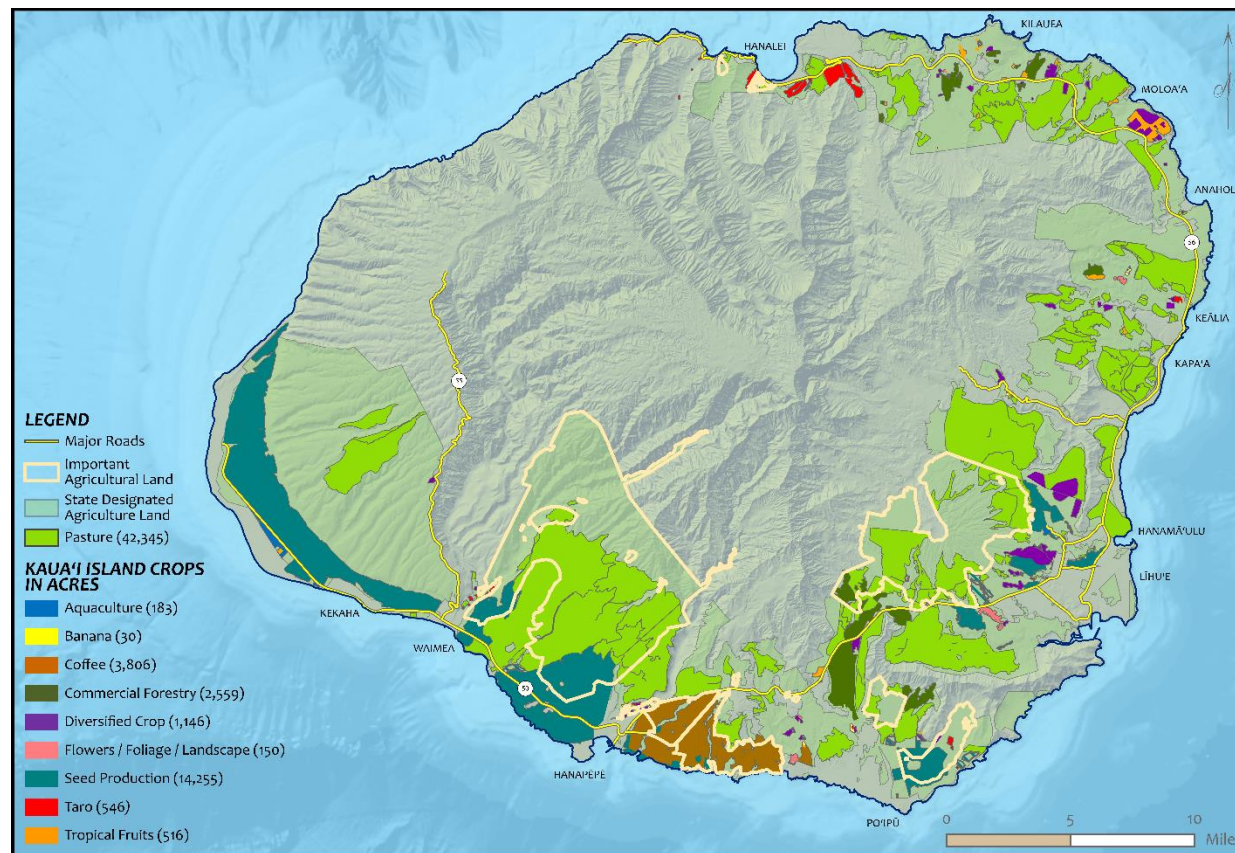 KILAUEA
HANALEI
MOLOA‘A
ANAHOL
56
KEĀLIA
KAPA‘A
55
HANAMĀ‘ULU
LĪHU‘E
KEKAHA
WAIMEA
50
HANAPĒPĒ
PO‘IPŪ
LEGEND
Major Roads
Important
Agricultural Land
State Designated
Agriculture Land
Pasture (42,345)
KAUA‘I ISLAND CROPS
IN ACRES
Aquaculture (183)
Banana (30)
Coffee (3,806)
Commercial Forestry (2,559)
Diversified Crop (1,146)
Flowers / Foliage / Landscape (150)
Seed Production (14,255)
Taro (546)
Tropical Fruits (516)
0 5 10
Mile